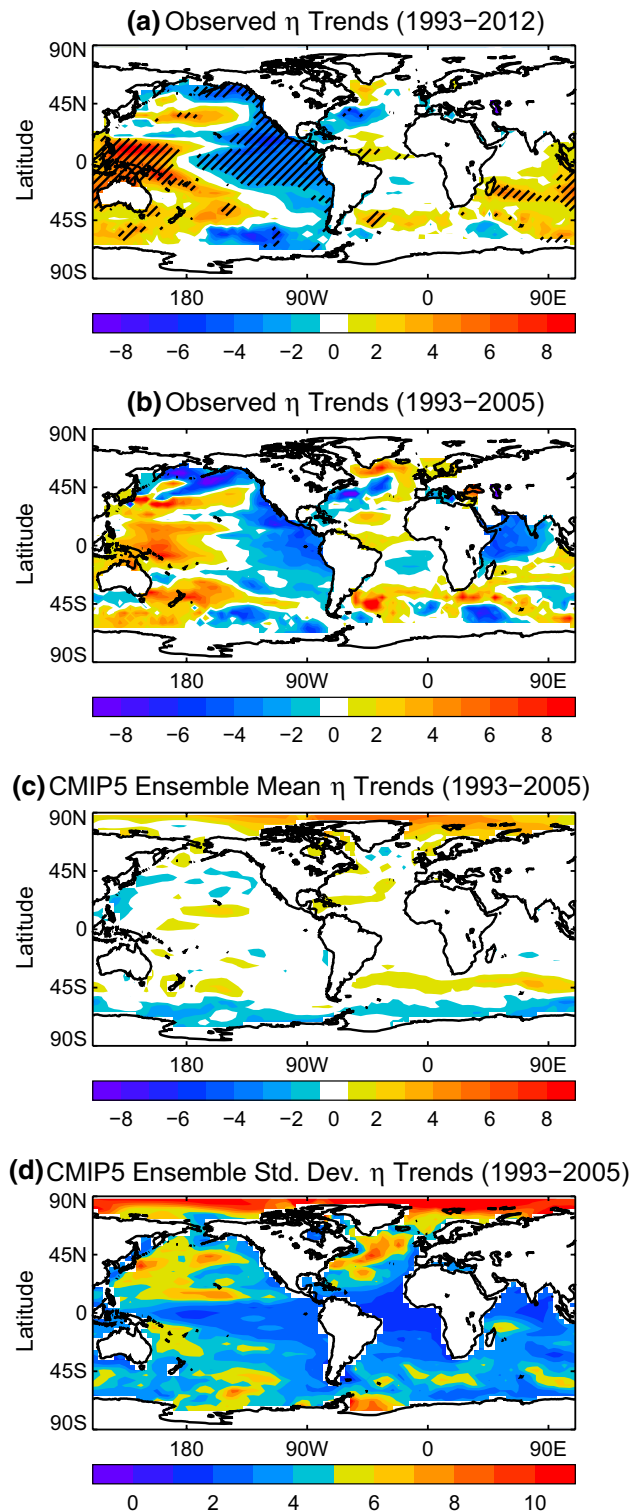 (a) Observed η Trends (1993−2012)
90N
45N
0
45S
90S
Latitude
180 90W 0 90E
−8 −6 −4 −2 0 2 4 6 8
(b) Observed η Trends (1993−2005)
90N
45N
0
45S
90S
Latitude
180 90W 0 90E
−8 −6 −4 −2 0 2 4 6 8
(c) CMIP5 Ensemble Mean η Trends (1993−2005)
90N
45N
0
45S
90S
Latitude
180 90W 0 90E
−8 −6 −4 −2 0 2 4 6 8
(d) CMIP5 Ensemble Std. Dev. η Trends (1993−2005)
90N
45N
0
45S
90S
Latitude
180 90W 0 90E
0 2 4 6 8 10